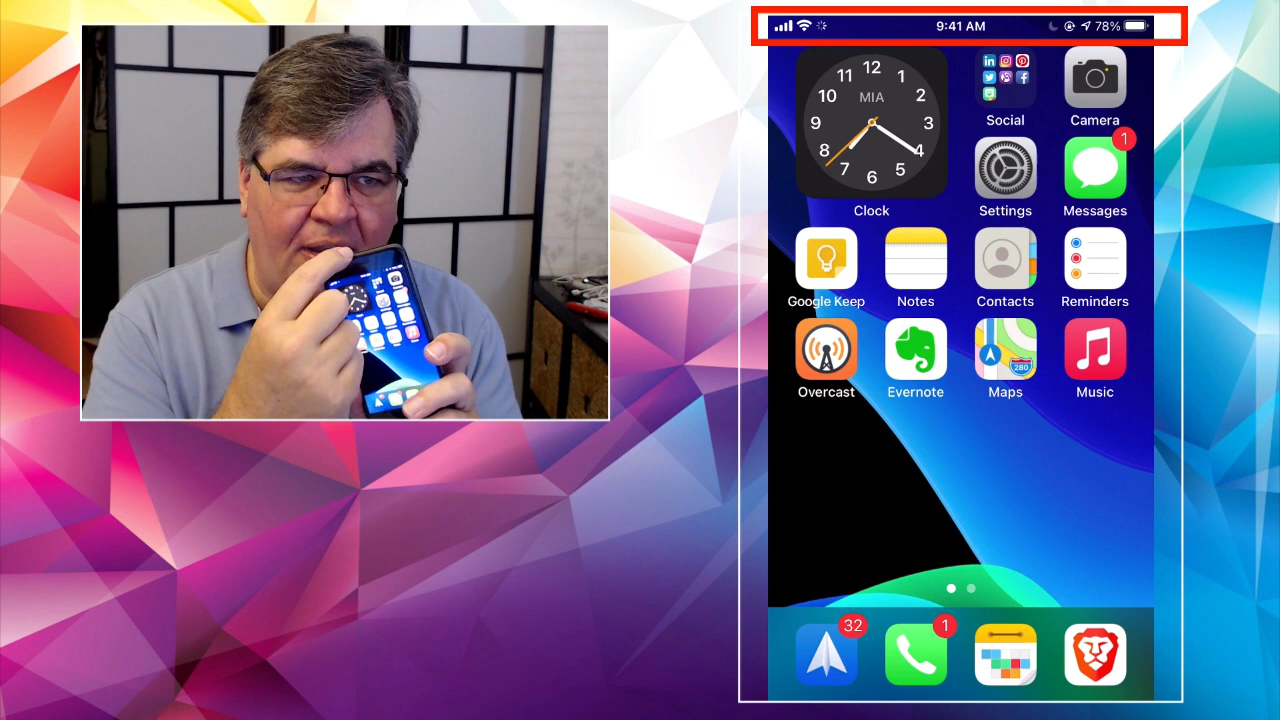 9:41 AM 78%
12
11 1
10 MIA 2
9 3
8 4
7 5
6
Clock
in
f
Social
Camera
Settings
1
Messages
Google Keep
Notes
Contacts
Reminders
280
Overcast
Evernote
Maps
Music
32
1